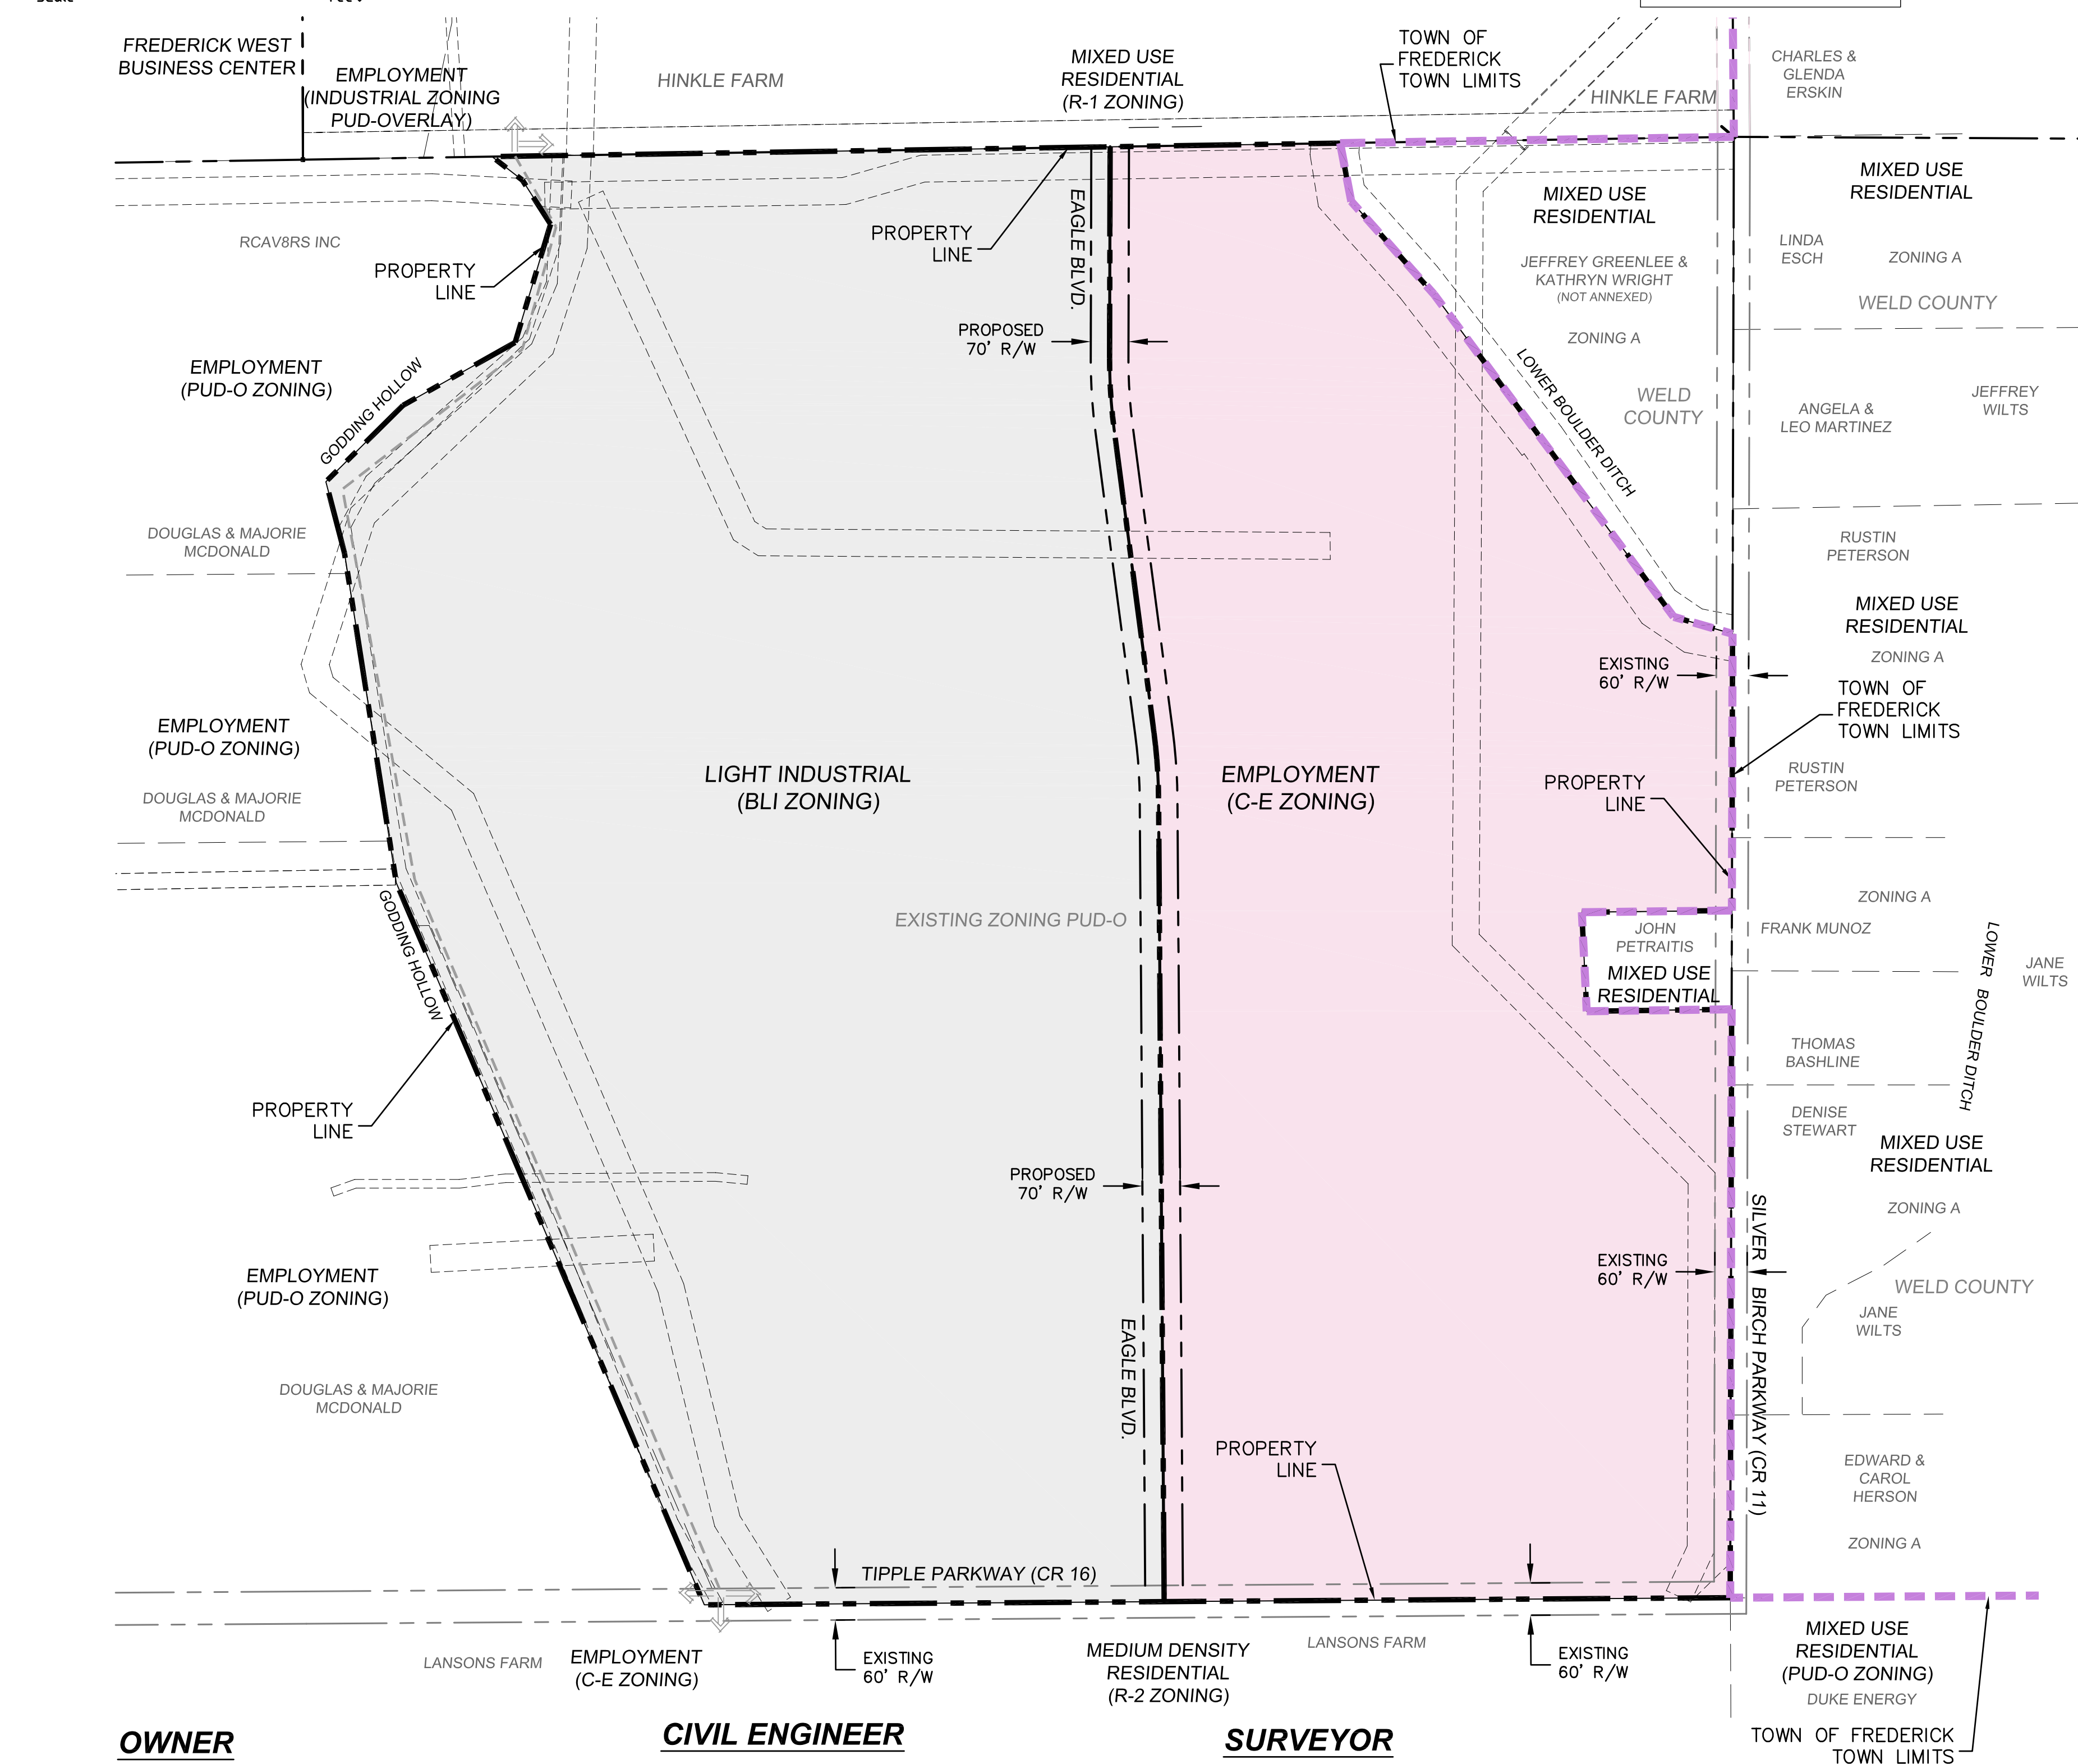 FREDERICK WEST
BUSINESS CENTER
EMPLOYMENT
(INDUSTRIAL ZONING
PUD-OVERLAY)
HINKLE FARM
MIXED USE
RESIDENTIAL
(R-1 ZONING)
TOWN OF
FREDERICK
TOWN LIMITS
HINKLE FARM
CHARLES &
GLENDA
ERSKIN
RCAV8RS INC
PROPERTY
LINE
PROPERTY
LINE
EAGLE BLVD.
MIXED USE
RESIDENTIAL
MIXED USE
RESIDENTIAL
JEFFREY GREENLEE &
KATHRYN WRIGHT
(NOT ANNEXED)
ZONING A
LINDA
ESCH
ZONING A
WELD COUNTY
PROPOSED
70' R/W
EMPLOYMENT
(PUD-O ZONING)
GODDING HOLLOW
LOWER BOULDER DITCH
WELD
COUNTY
ANGELA &
LEO MARTINEZ
JEFFREY
WILTS
DOUGLAS & MAJORIE
MCDONALD
RUSTIN
PETERSON
MIXED USE
RESIDENTIAL
ZONING A
EXISTING
60' R/W
TOWN OF
FREDERICK
TOWN LIMITS
EMPLOYMENT
(PUD-O ZONING)
LIGHT INDUSTRIAL
(BLI ZONING)
EMPLOYMENT
(C-E ZONING)
PROPERTY
LINE
RUSTIN
PETERSON
DOUGLAS & MAJORIE
MCDONALD
GODDING HOLLOW
EXISTING ZONING PUD-O
JOHN
PETRAITIS
MIXED USE
RESIDENTIAL
ZONING A
FRANK MUNOZ
LOWER BOULDER DITCH
JANE
WILTS
THOMAS
BASHLINE
DENISE
STEWART
MIXED USE
RESIDENTIAL
PROPERTY
LINE
PROPOSED
70' R/W
ZONING A
SILVER BIRCH PARKWAY (CR 11)
EXISTING
60' R/W
WELD COUNTY
JANE
WILTS
EMPLOYMENT
(PUD-O ZONING)
EAGLE BLVD.
DOUGLAS & MAJORIE
MCDONALD
PROPERTY
LINE
EDWARD &
CAROL
HERSON
ZONING A
TIPPLE PARKWAY (CR 16)
LANSONS FARM
EMPLOYMENT
(C-E ZONING)
EXISTING
60' R/W
MEDIUM DENSITY
RESIDENTIAL
(R-2 ZONING)
LANSONS FARM
EXISTING
60' R/W
MIXED USE
RESIDENTIAL
(PUD-O ZONING)
DUKE ENERGY
TOWN OF FREDERICK
TOWN LIMITS
OWNER
CIVIL ENGINEER
SURVEYOR